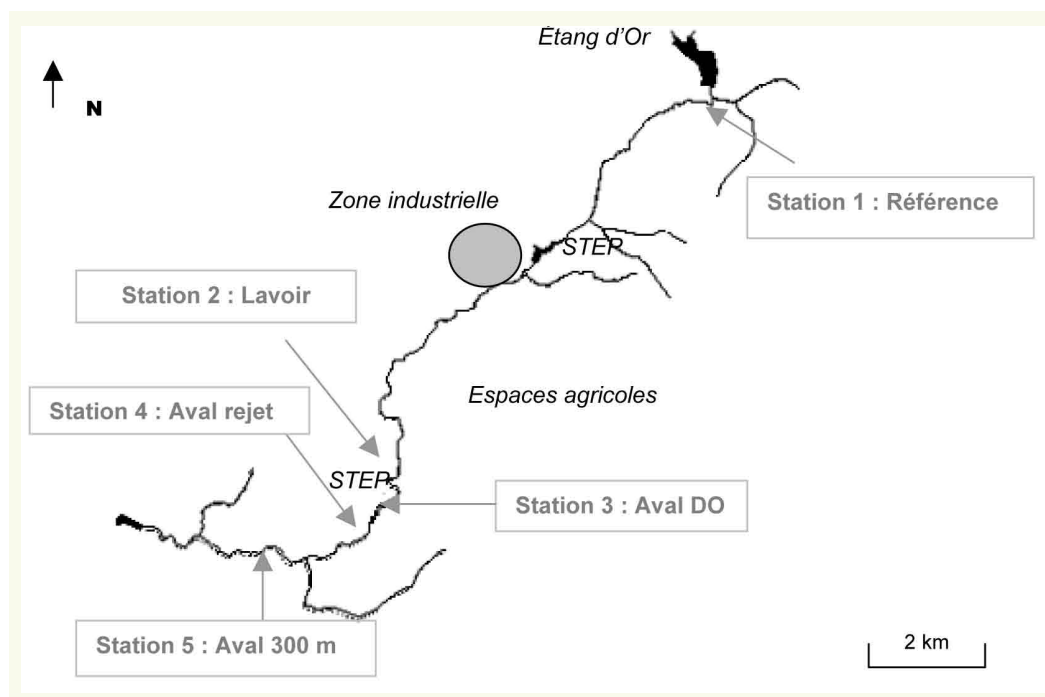 Étang d’Or
N
Station 1 : Référence
Zone industrielle
STEP
Station 2 : Lavoir
Espaces agricoles
Station 4 : Aval rejet
STEP
Station 3 : Aval DO
Station 5 : Aval 300 m
2 km